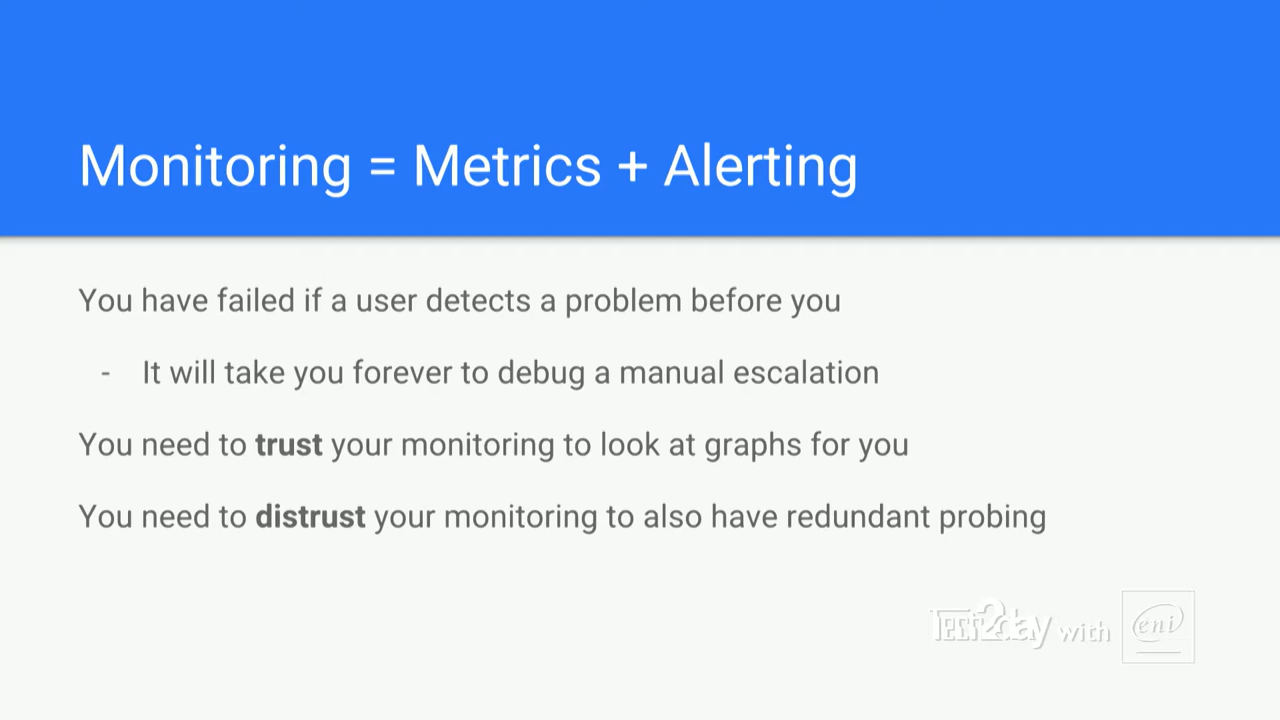 Monitoring = Metrics + Alerting
You have failed if a user detects a problem before you
- It will take you forever to debug a manual escalation
You need to trust your monitoring to look at graphs for you
You need to distrust your monitoring to also have redundant probing
Tech2day with eni